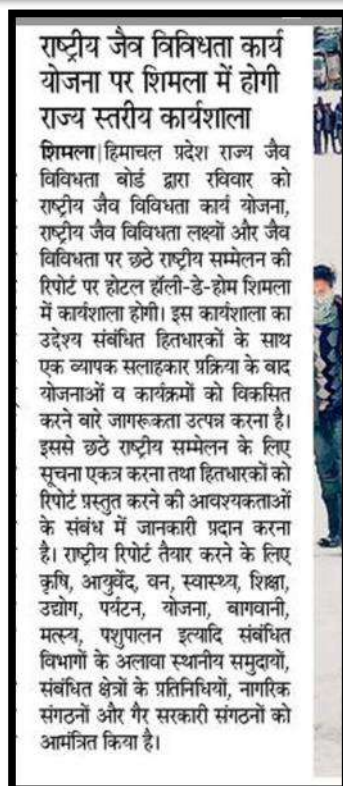 राष्ट्रीय जैव विविधता कार्य
योजना पर शिमला में होगी
राज्य स्तरीय कार्यशाला
शिमला|हिमाचल प्रदेश राज्य जैव
विविधता बोर्ड द्वारा रविवार को
राष्ट्रीय जैव विविधता कार्य योजना,
राष्ट्रीय जैव विविधता लक्ष्यों और जैव
विविधता पर छठे राष्ट्रीय सम्मेलन की
रिपोर्ट पर होटल हॉली-डे-होम शिमला
में कार्यशाला होगी। इस कार्यशाला का
उद्देश्य संबंधित हितधारकों के साथ
एक व्यापक सलाहकार प्रक्रिया के बाद
योजनाओं व कार्यक्रमों को विकसित
करने बारे जागरूकता उत्पन्न करना है।
इससे छठे राष्ट्रीय सम्मेलन के लिए
सूचना एकत्र करना तथा हितधारकों को
रिपोर्ट प्रस्तुत करने की आवश्यकताओं
के संबंध में जानकारी प्रदान करना
है। राष्ट्रीय रिपोर्ट तैयार करने के लिए
कृषि, आयुर्वेद, वन, स्वास्थ्य, शिक्षा,
उद्योग, पर्यटन, योजना, बागवानी,
मत्स्य, पशुपालन इत्यादि संबंधित
विभागों के अलावा स्थानीय समुदायों,
संबंधित क्षेत्रों के प्रतिनिधियों, नागरिक
संगठनों और गैर सरकारी संगठनों को
आमंत्रित किया है।